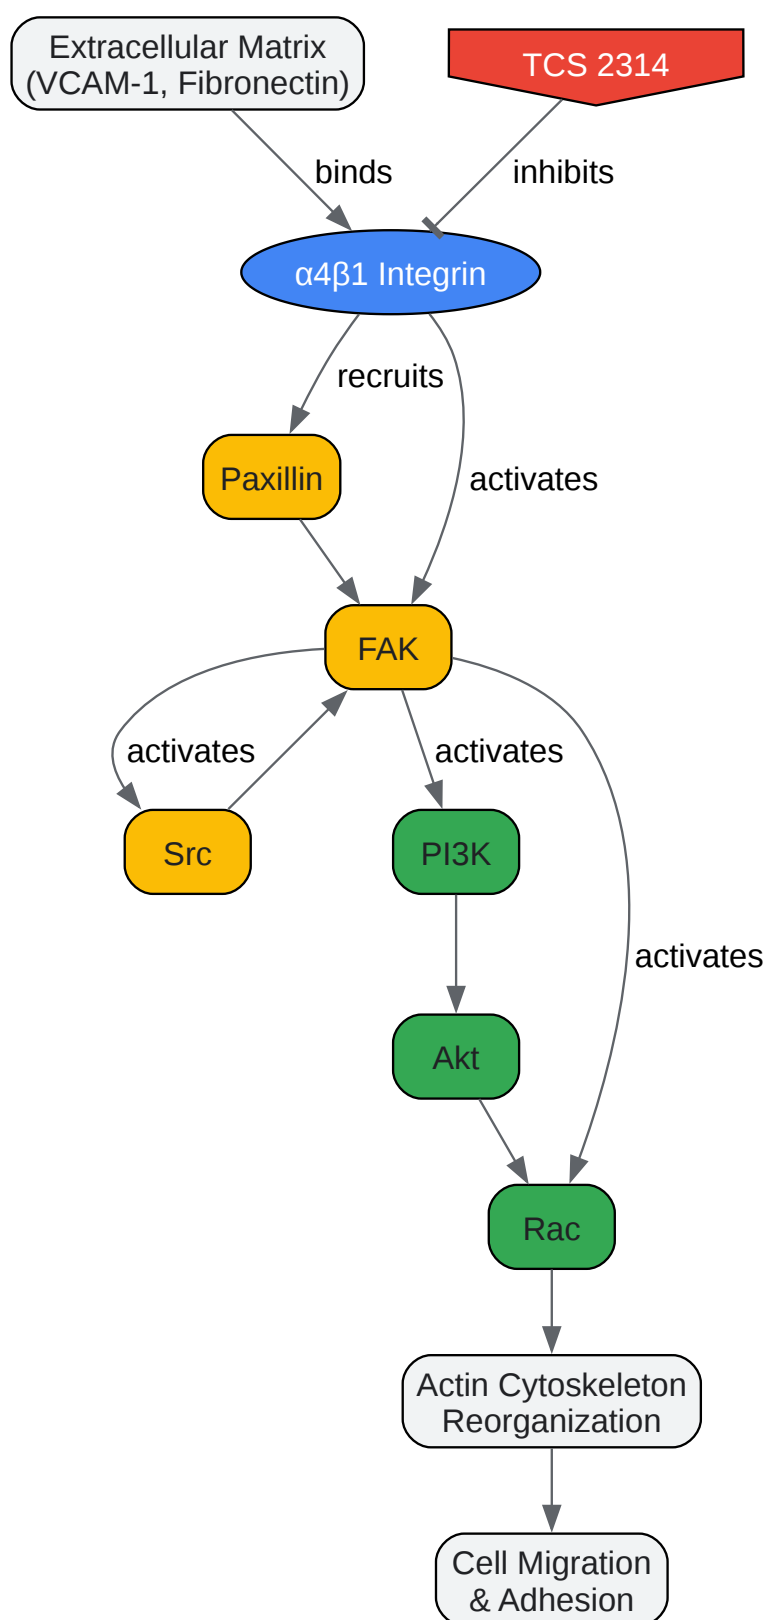 Extracellular Matrix
(VCAM-1, Fibronectin)
TCS 2314
binds
inhibits
α4β1 Integrin
recruits
activates
Paxillin
FAK
activates
activates
Src
PI3K
activates
Akt
Rac
Actin Cytoskeleton
Reorganization
Cell Migration
& Adhesion